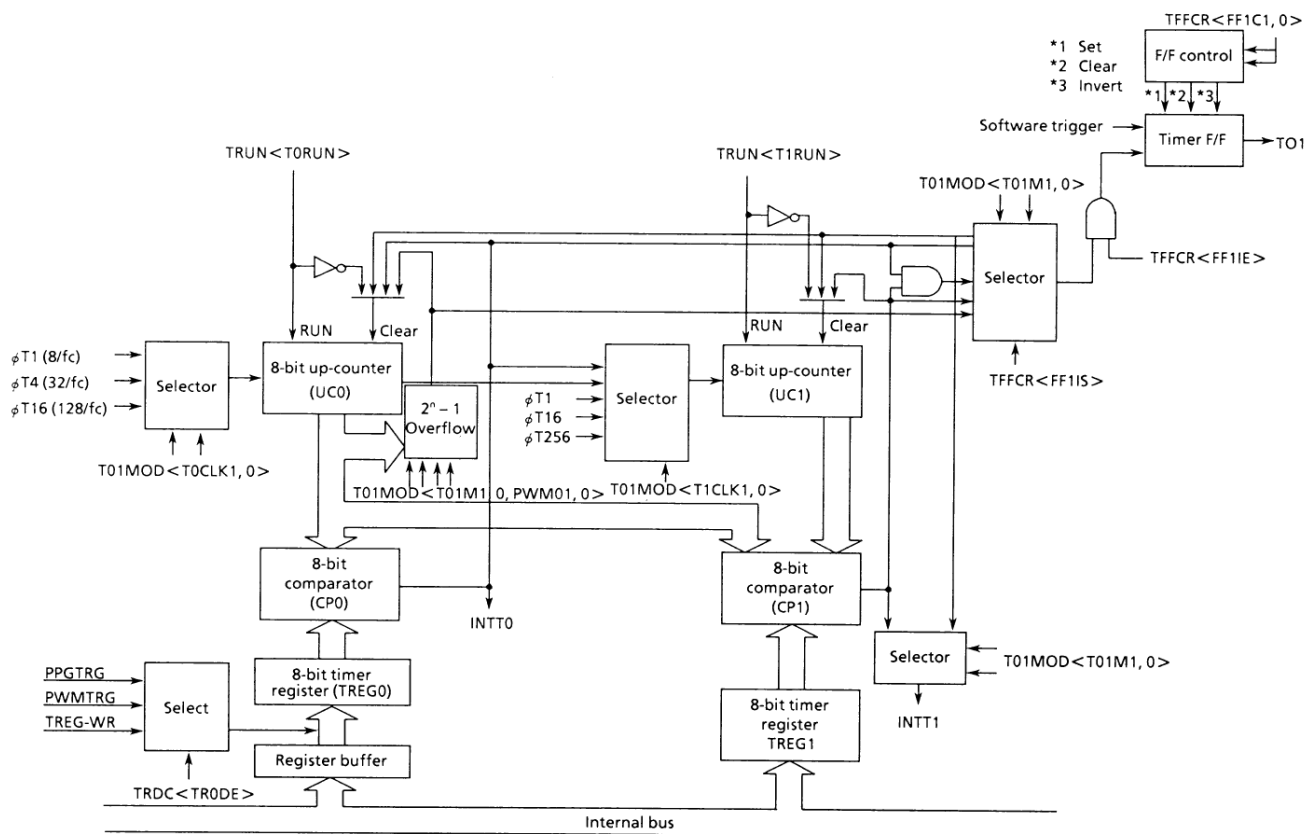 TFFCR<FF1C1, 0>
*1 Set
*2 Clear
*3 Invert
F/F control
*1 *2 *3
Software trigger
Timer F/F
TO1
TRUN<T0RUN>
TRUN<T1RUN>
T01MOD<T01M1, 0>
TFFCR<FF1IE>
Selector
RUN
Clear
RUN
Clear
TFFCR<FF1IS>
φT1 (8/fc)
φT4 (32/fc)
φT16 (128/fc)
Selector
8-bit up-counter
(UC0)
2ⁿ – 1
Overflow
φT1
φT16
φT256
Selector
8-bit up-counter
(UC1)
T01MOD<T0CLK1, 0>
T01MOD<T01M1, 0, PWM01, 0>
T01MOD<T1CLK1, 0>
8-bit
comparator
(CP0)
INTT0
8-bit
comparator
(CP1)
Selector
T01MOD<T01M1, 0>
INTT1
PPGTRG
PWMTRG
TREG-WR
Select
8-bit timer
register (TREG0)
Register buffer
8-bit timer
register
TREG1
TRDC<TR0DE>
Internal bus